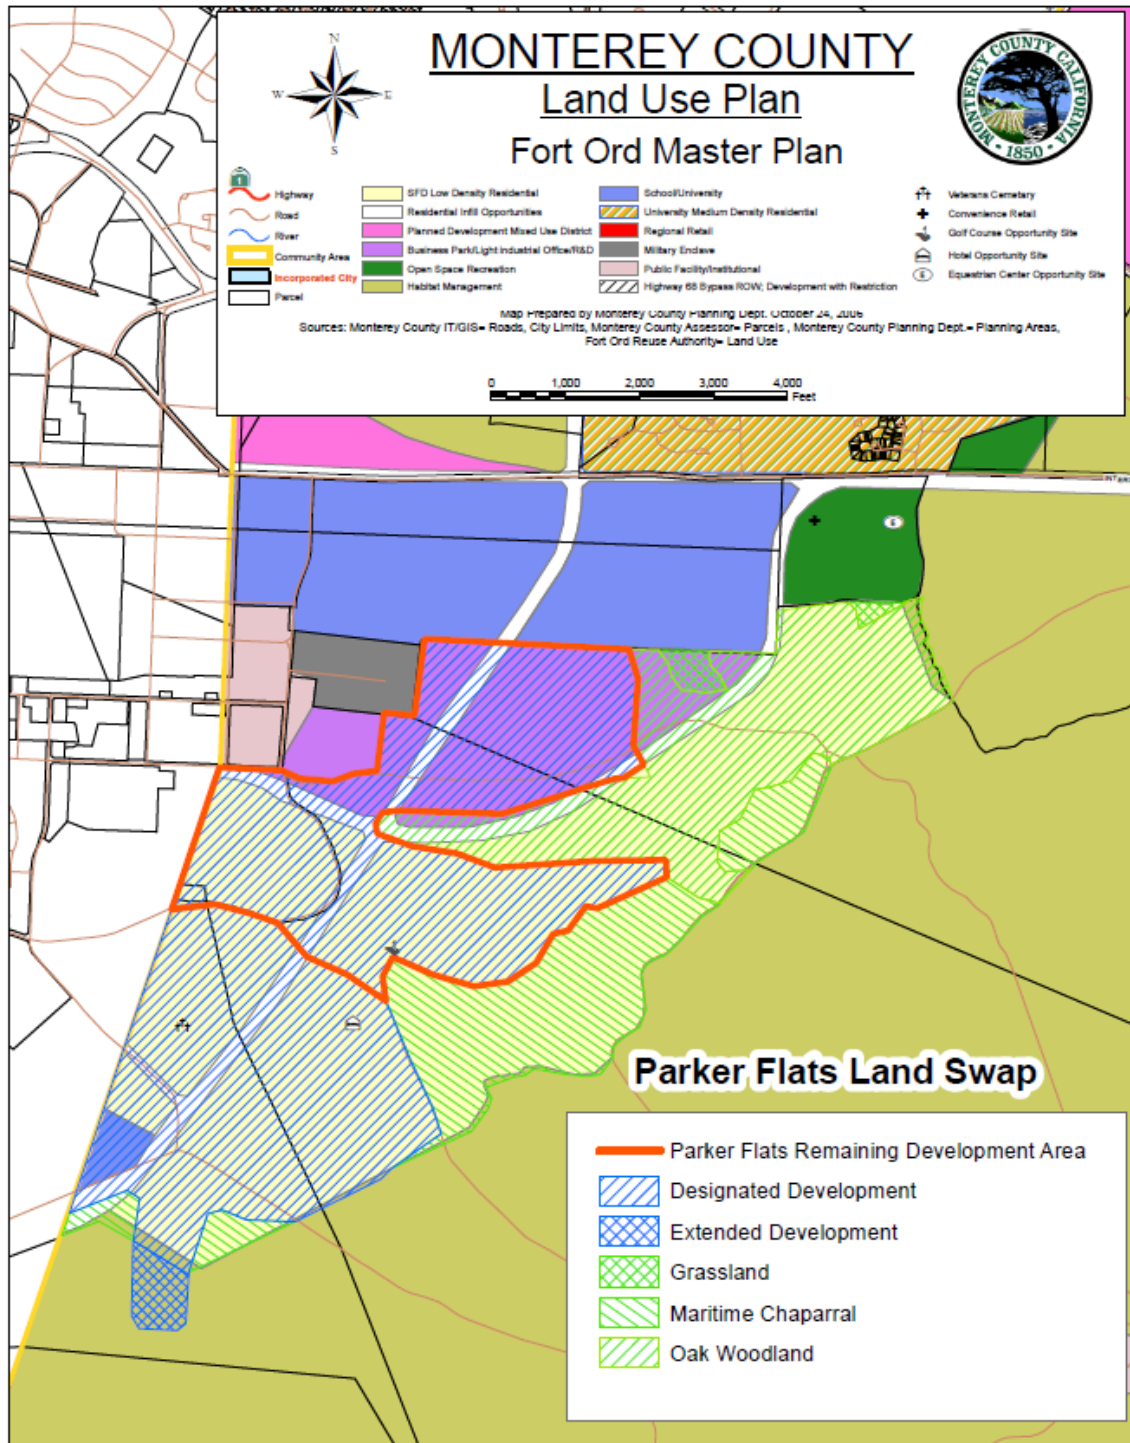 MONTEREY COUNTY
Land Use Plan
Fort Ord Master Plan
N
W E
S
MONTEREY COUNTY CALIFORNIA
• 1850 •
1
Highway
Road
River
Community Area
Incorporated City
Parcel
SFD Low Density Residential
Residential Infill Opportunities
Planned Development Mixed Use District
Business Park/Light Industrial Office/R&D
Open Space Recreation
Habitat Management
School/University
University Medium Density Residential
Regional Retail
Military Enclave
Public Facility/Institutional
Highway 68 Bypass ROW; Development with Restriction
Veterans Cemetary
Convenience Retail
Golf Course Opportunity Site
Hotel Opportunity Site
E Equestrian Center Opportunity Site
Map Prepared by Monterey County Planning Dept. October 24, 2006
Sources: Monterey County IT/GIS= Roads, City Limits, Monterey County Assessor= Parcels , Monterey County Planning Dept.= Planning Areas,
Fort Ord Reuse Authority= Land Use
0 1,000 2,000 3,000 4,000
Feet
E
Parker Flats Land Swap
Parker Flats Remaining Development Area
Designated Development
Extended Development
Grassland
Maritime Chaparral
Oak Woodland